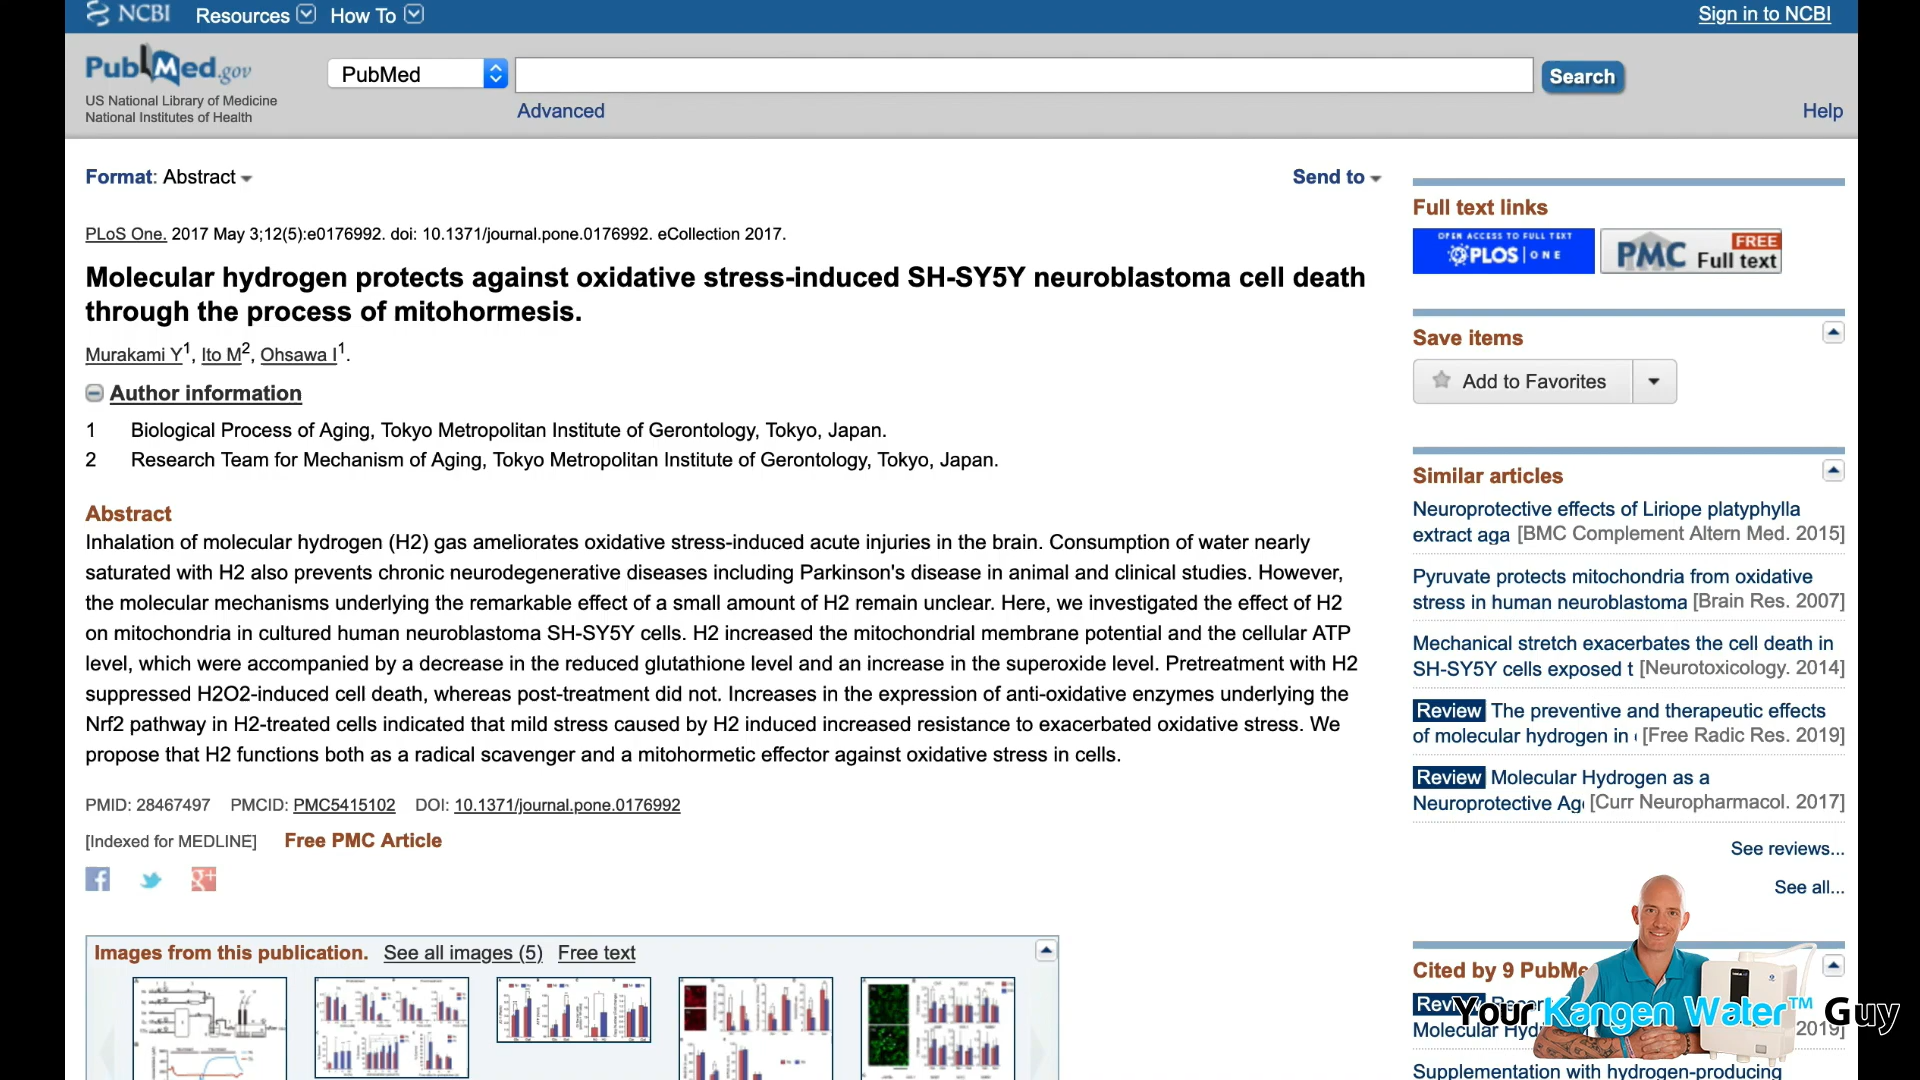 NCBI Resources How To Sign in to NCBI
PubMed.gov
US National Library of Medicine
National Institutes of Health
PubMed
Search
Advanced
Help
Format: Abstract
Send to
PLoS One. 2017 May 3;12(5):e0176992. doi: 10.1371/journal.pone.0176992. eCollection 2017.
Molecular hydrogen protects against oxidative stress-induced SH-SY5Y neuroblastoma cell death
through the process of mitohormesis.
Murakami Y1, Ito M2, Ohsawa I1.
Author information
1 Biological Process of Aging, Tokyo Metropolitan Institute of Gerontology, Tokyo, Japan.
2 Research Team for Mechanism of Aging, Tokyo Metropolitan Institute of Gerontology, Tokyo, Japan.
Abstract
Inhalation of molecular hydrogen (H2) gas ameliorates oxidative stress-induced acute injuries in the brain. Consumption of water nearly
saturated with H2 also prevents chronic neurodegenerative diseases including Parkinson's disease in animal and clinical studies. However,
the molecular mechanisms underlying the remarkable effect of a small amount of H2 remain unclear. Here, we investigated the effect of H2
on mitochondria in cultured human neuroblastoma SH-SY5Y cells. H2 increased the mitochondrial membrane potential and the cellular ATP
level, which were accompanied by a decrease in the reduced glutathione level and an increase in the superoxide level. Pretreatment with H2
suppressed H2O2-induced cell death, whereas post-treatment did not. Increases in the expression of anti-oxidative enzymes underlying the
Nrf2 pathway in H2-treated cells indicated that mild stress caused by H2 induced increased resistance to exacerbated oxidative stress. We
propose that H2 functions both as a radical scavenger and a mitohormetic effector against oxidative stress in cells.
PMID: 28467497 PMCID: PMC5415102 DOI: 10.1371/journal.pone.0176992
[Indexed for MEDLINE] Free PMC Article
Images from this publication. See all images (5) Free text
Full text links
OPEN ACCESS TO FULL TEXT
PLOS ONE
PMC FREE
Full text
Save items
Add to Favorites
Similar articles
Neuroprotective effects of Liriope platyphylla
extract aga [BMC Complement Altern Med. 2015]
Pyruvate protects mitochondria from oxidative
stress in human neuroblastoma [Brain Res. 2007]
Mechanical stretch exacerbates the cell death in
SH-SY5Y cells exposed t [Neurotoxicology. 2014]
Review The preventive and therapeutic effects
of molecular hydrogen in [Free Radic Res. 2019]
Review Molecular Hydrogen as a
Neuroprotective Ag [Curr Neuropharmacol. 2017]
See reviews...
See all...
Cited by 9 PubMe
Your Kangen Water™ Guy
Molecular Hyd 2019]
Supplementation with hydrogen-producing